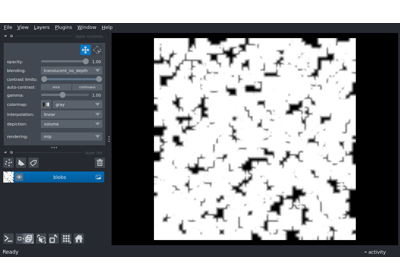 File View Layers Plugins Window Help
opacity: 1.00
blending: translucent_no_depth
contrast limits:
auto-contrast: once continuous
gamma: 1.00
colormap: gray
interpolation: linear
depiction: volume
rendering: mip
blobs
Ready
activity